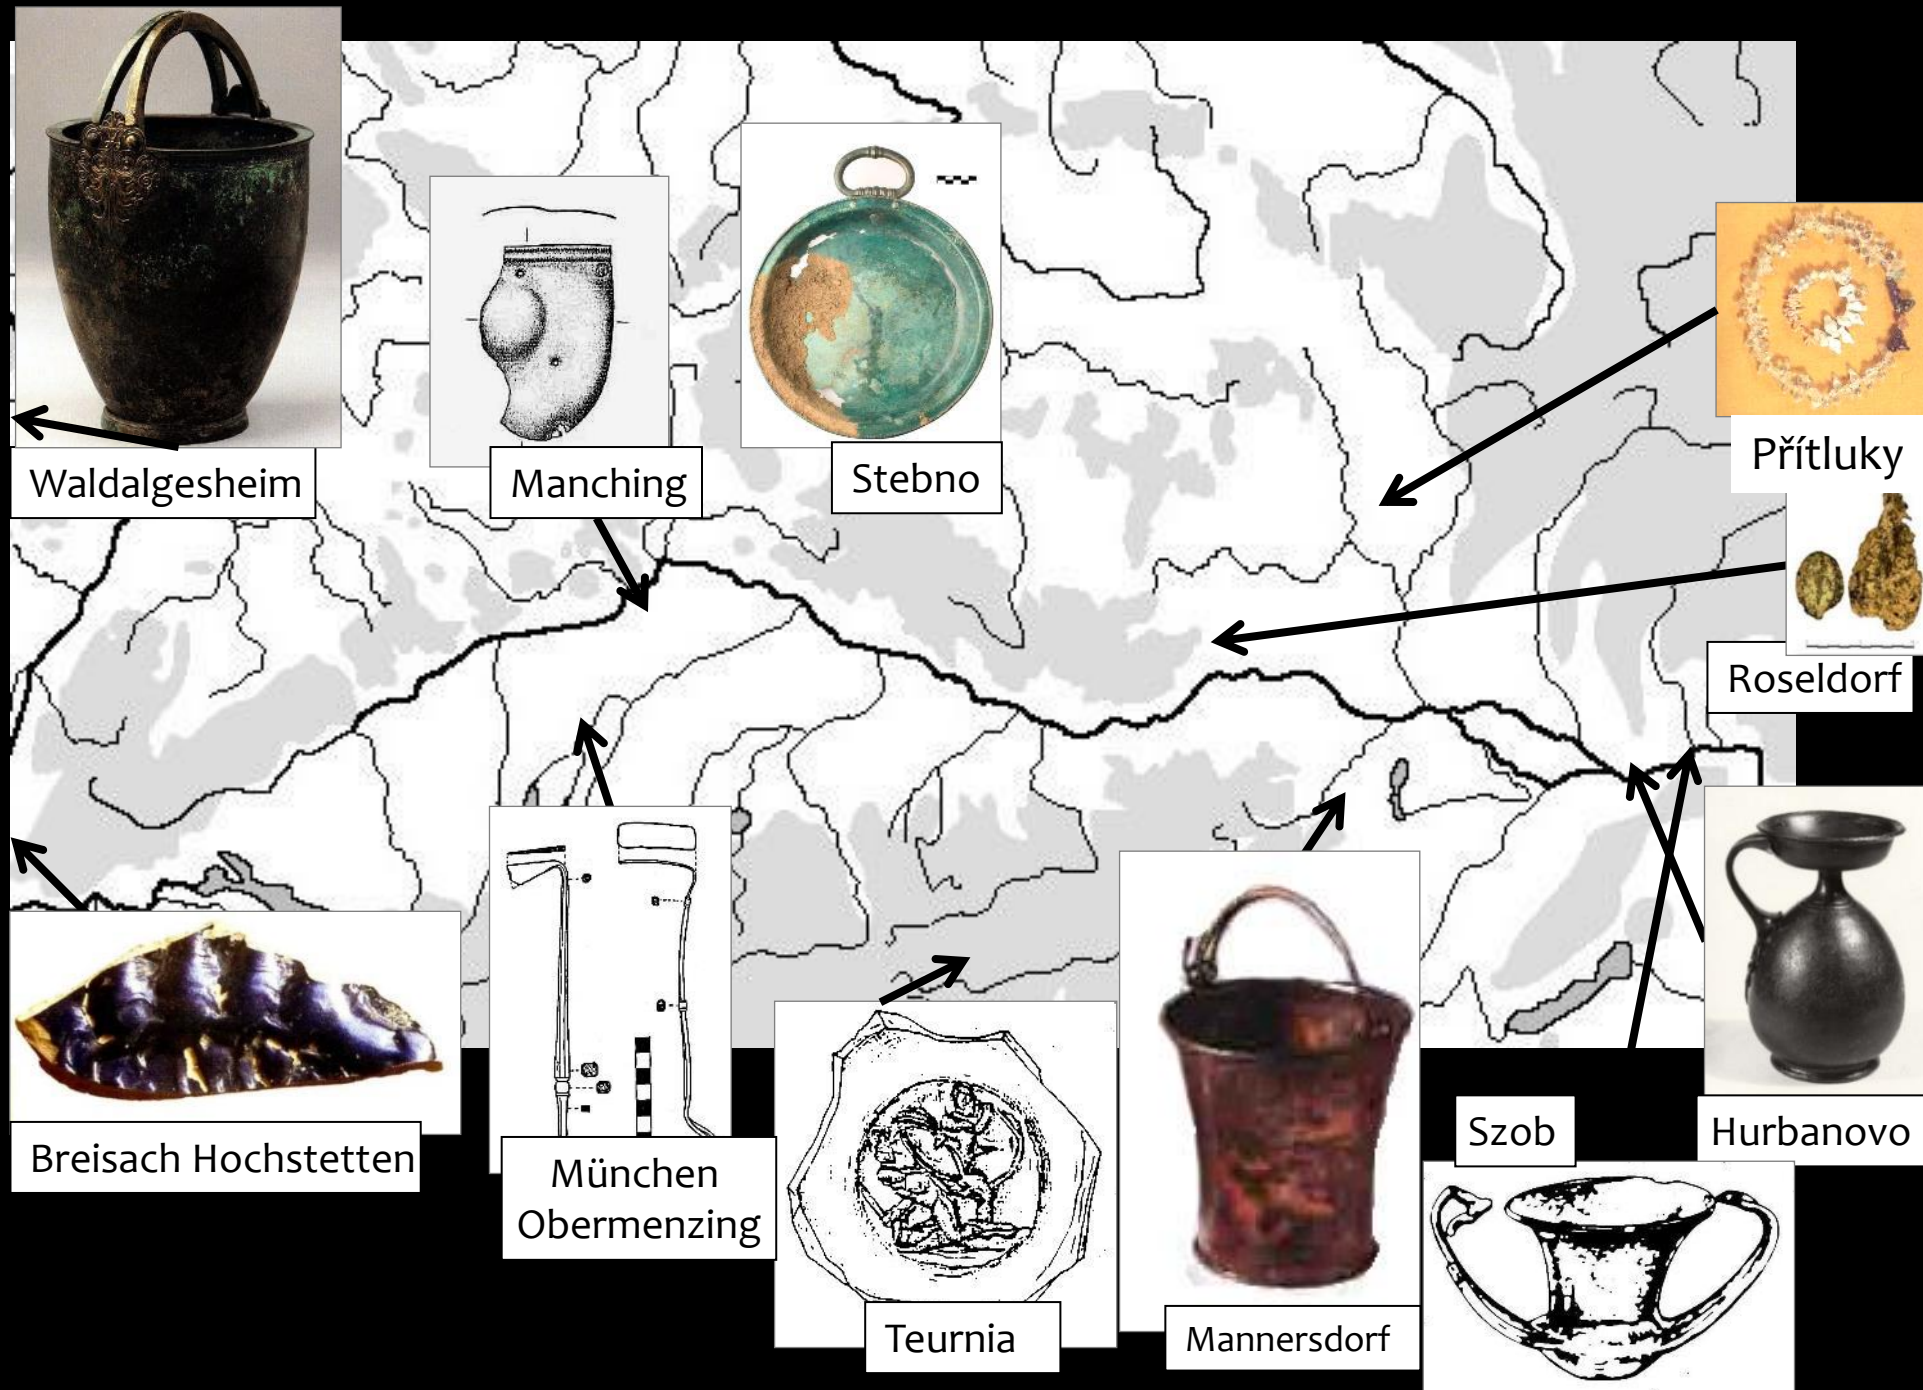 Waldalgesheim
Manching
Stebno
Přítluky
Roseldorf
Breisach Hochstetten
München
Obermenzing
Teurnia
Mannersdorf
Szob
Hurbanovo